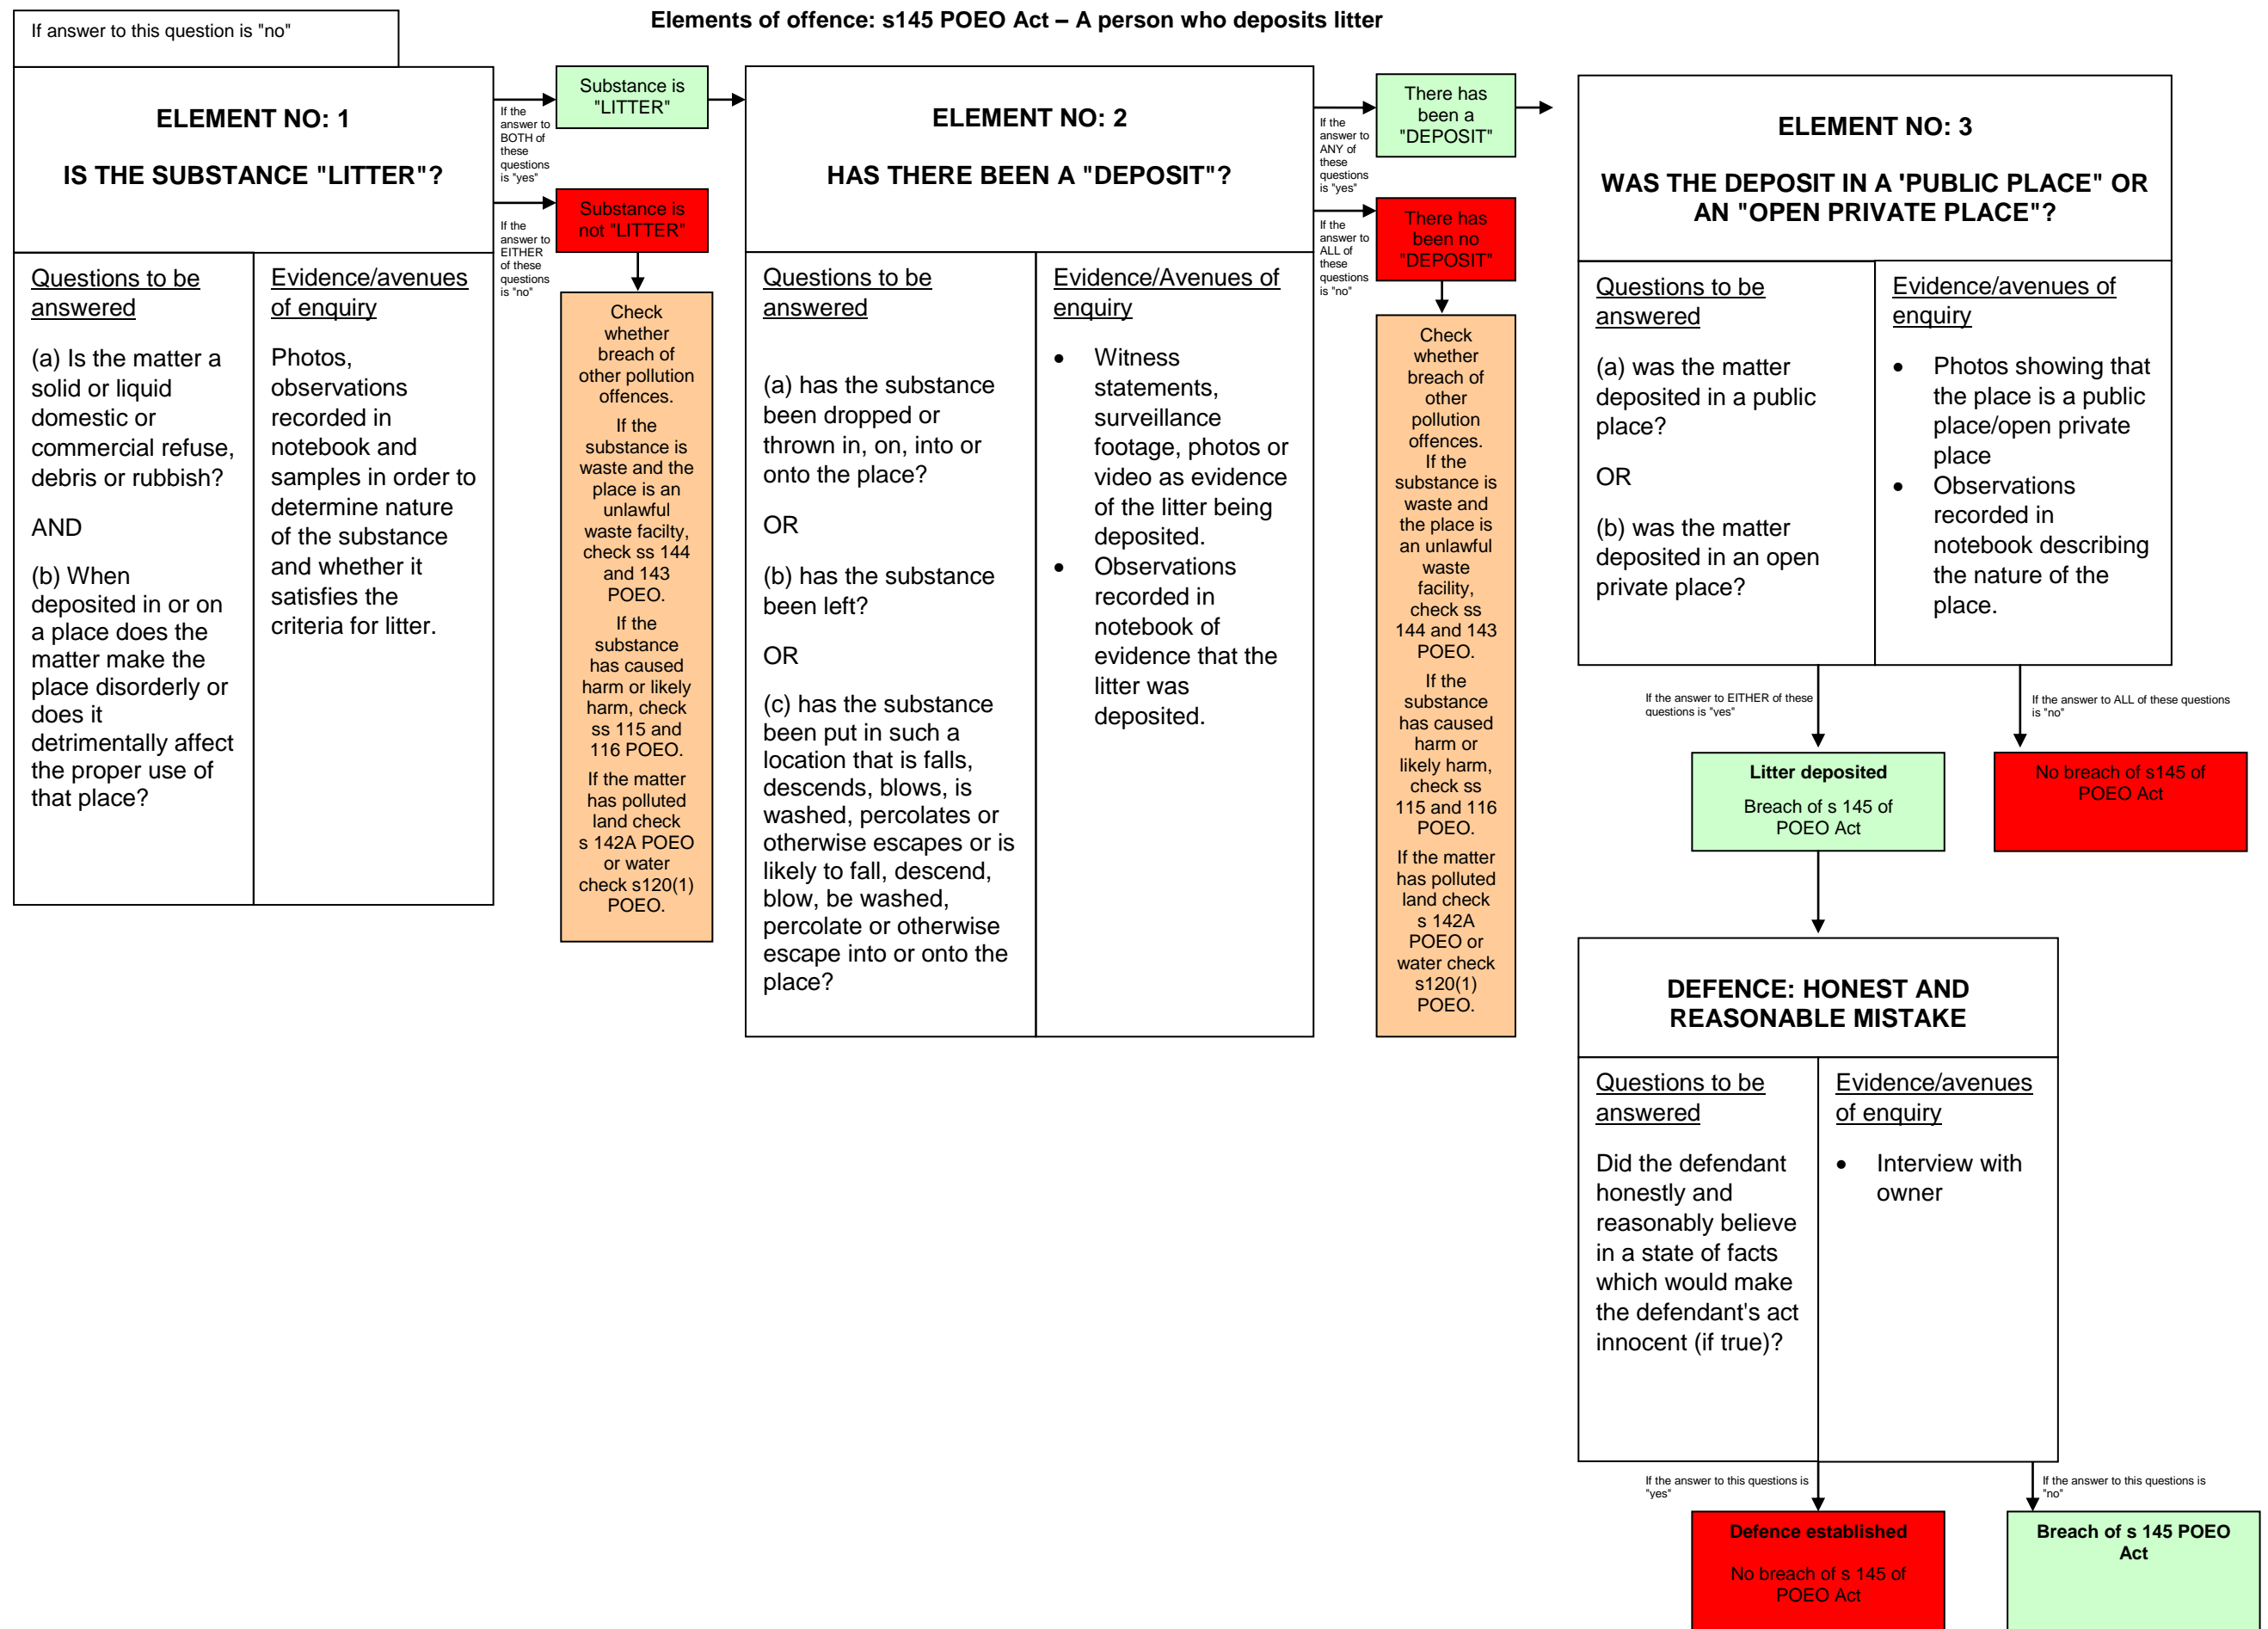 Elements of offence: s145 POEO Act – A person who deposits litter
If answer to this question is "no"
ELEMENT NO: 1
IS THE SUBSTANCE "LITTER"?
Questions to be
answered
(a) Is the matter a
solid or liquid
domestic or
commercial refuse,
debris or rubbish?
AND
(b) When
deposited in or on
a place does the
matter make the
place disorderly or
does it
detrimentally affect
the proper use of
that place?
Evidence/avenues
of enquiry
Photos,
observations
recorded in
notebook and
samples in order to
determine nature
of the substance
and whether it
satisfies the
criteria for litter.
If the
answer to
BOTH of
these
questions
is "yes"
Substance is
"LITTER"
If the
answer to
EITHER
of these
questions
is "no"
Substance is
not "LITTER"
Check
whether
breach of
other pollution
offences.
If the
substance is
waste and the
place is an
unlawful
waste facilty,
check ss 144
and 143
POEO.
If the
substance
has caused
harm or likely
harm, check
ss 115 and
116 POEO.
If the matter
has polluted
land check
s 142A POEO
or water
check s120(1)
POEO.
ELEMENT NO: 2
HAS THERE BEEN A "DEPOSIT"?
Questions to be
answered
(a) has the substance
been dropped or
thrown in, on, into or
onto the place?
OR
(b) has the substance
been left?
OR
(c) has the substance
been put in such a
location that is falls,
descends, blows, is
washed, percolates or
otherwise escapes or is
likely to fall, descend,
blow, be washed,
percolate or otherwise
escape into or onto the
place?
Evidence/Avenues of
enquiry
• Witness
statements,
surveillance
footage, photos or
video as evidence
of the litter being
deposited.
• Observations
recorded in
notebook of
evidence that the
litter was
deposited.
If the
answer to
ANY of
these
questions
is "yes"
There has
been a
"DEPOSIT"
If the
answer to
ALL of
these
questions
is "no"
There has
been no
"DEPOSIT"
Check
whether
breach of
other
pollution
offences.
If the
substance is
waste and
the place is
an unlawful
waste
facility,
check ss
144 and 143
POEO.
If the
substance
has caused
harm or
likely harm,
check ss
115 and 116
POEO.
If the matter
has polluted
land check
s 142A
POEO or
water check
s120(1)
POEO.
ELEMENT NO: 3
WAS THE DEPOSIT IN A 'PUBLIC PLACE" OR
AN "OPEN PRIVATE PLACE"?
Questions to be
answered
(a) was the matter
deposited in a public
place?
OR
(b) was the matter
deposited in an open
private place?
Evidence/avenues of
enquiry
• Photos showing that
the place is a public
place/open private
place
• Observations
recorded in
notebook describing
the nature of the
place.
If the answer to EITHER of these
questions is "yes"
If the answer to ALL of these questions
is "no"
Litter deposited
Breach of s 145 of
POEO Act
No breach of s145 of
POEO Act
DEFENCE: HONEST AND
REASONABLE MISTAKE
Questions to be
answered
Did the defendant
honestly and
reasonably believe
in a state of facts
which would make
the defendant's act
innocent (if true)?
Evidence/avenues
of enquiry
• Interview with
owner
If the answer to this questions is
"yes"
If the answer to this questions is
"no"
Defence established
No breach of s 145 of
POEO Act
Breach of s 145 POEO
Act